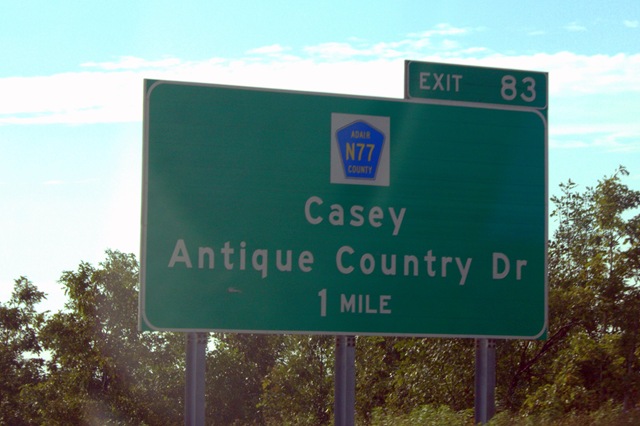 EXIT 83
ADAIR
N77
COUNTY
Casey
Antique Country Dr
1 MILE